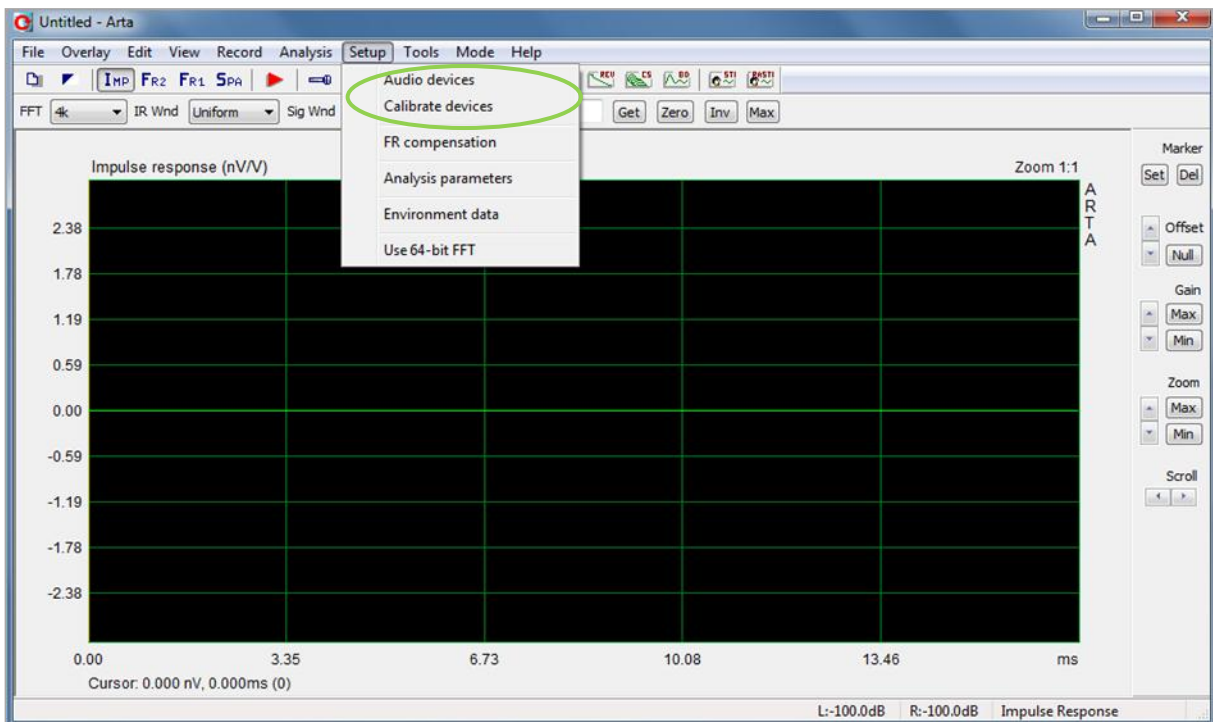 Untitled - Arta
File Overlay Edit View Record Analysis Setup Tools Mode Help
IMP FR2 FR1 SPA
Audio devices
Calibrate devices
FR compensation
Analysis parameters
Environment data
Use 64-bit FFT
CS
STI
RASTI
FFT 4k IR Wnd Uniform Sig Wnd
Get Zero Inv Max
Impulse response (nV/V)
Zoom 1:1
A
R
T
A
2.38
1.78
1.19
0.59
0.00
-0.59
-1.19
-1.78
-2.38
0.00 3.35 6.73 10.08 13.46 ms
Cursor: 0.000 nV, 0.000ms (0)
Marker
Set Del
Offset
Null
Gain
Max
Min
Zoom
Max
Min
Scroll
L:-100.0dB R:-100.0dB Impulse Response